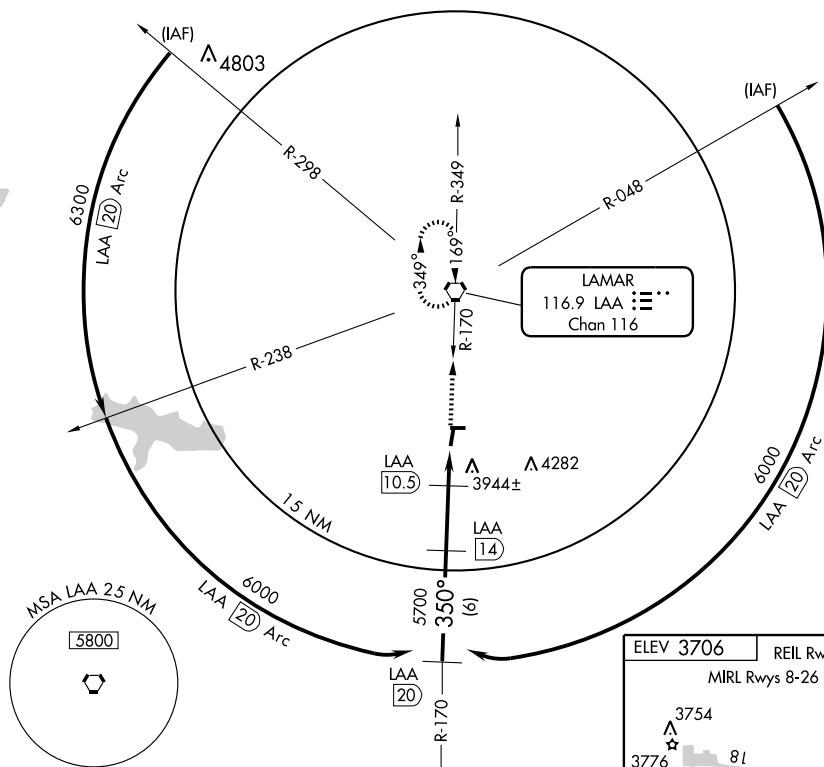 (IAF)
4803
(IAF)
R-298
R-349
R-048
6300
LAA 20 Arc
349°
169°
LAMAR
116.9 LAA
Chan 116
R-170
R-238
LAA
10.5
3944±
4282
6000
LAA 20 Arc
15 NM
LAA
14
6000
LAA 20 Arc
5700
350°
(6)
MSA LAA 25 NM
5800
LAA
20
R-170
ELEV 3706
REIL Rw
MIRL Rwys 8-26
3754
3776
18